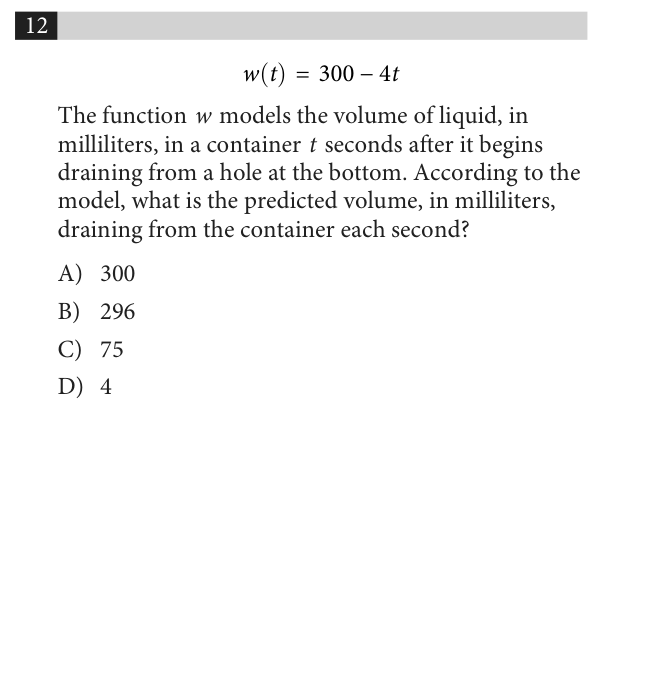 12
w(t) = 300 – 4t
The function w models the volume of liquid, in
milliliters, in a container t seconds after it begins
draining from a hole at the bottom. According to the
model, what is the predicted volume, in milliliters,
draining from the container each second?
A) 300
B) 296
C) 75
D) 4